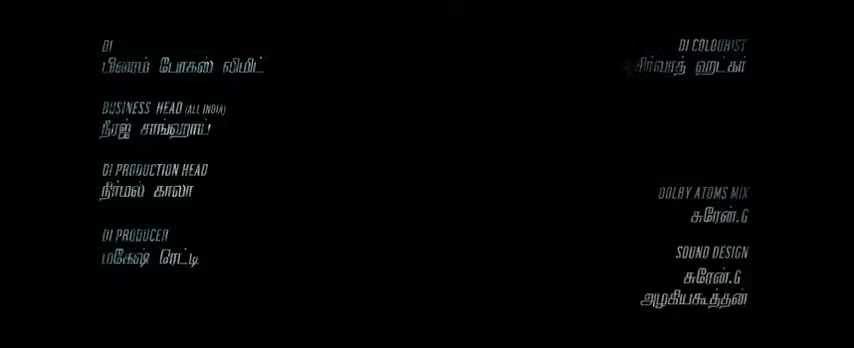 DI
பிலாம் போகஸ் லிமிட்
BUSINESS HEAD (ALL INDIA)
நீரஜ் சாங்ஹாய்
DI PRODUCTION HEAD
நிர்மல் காலா
DI PRODUCER
மகேஷ் ரெட்டி
DI COLOURIST
ஹட்கர்
DOLBY ATOMS MIX
சுரேன்.G
SOUND DESIGN
சுரேன்.G
அழகியகூத்தன்